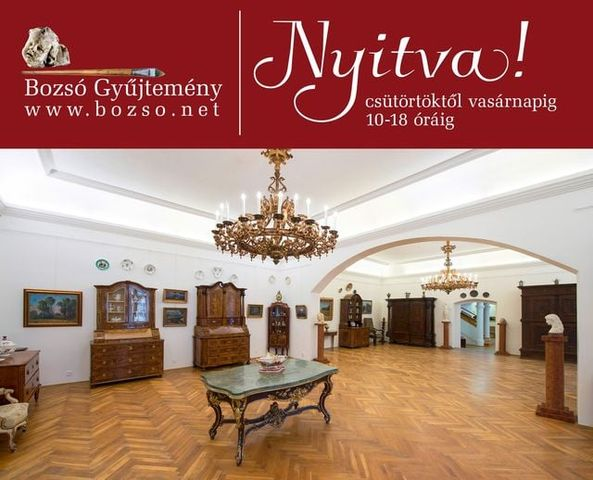 Bozsó Gyűjtemény
www.bozso.net
Nyitva!
csütörtöktől vasárnapig
10-18 óráig